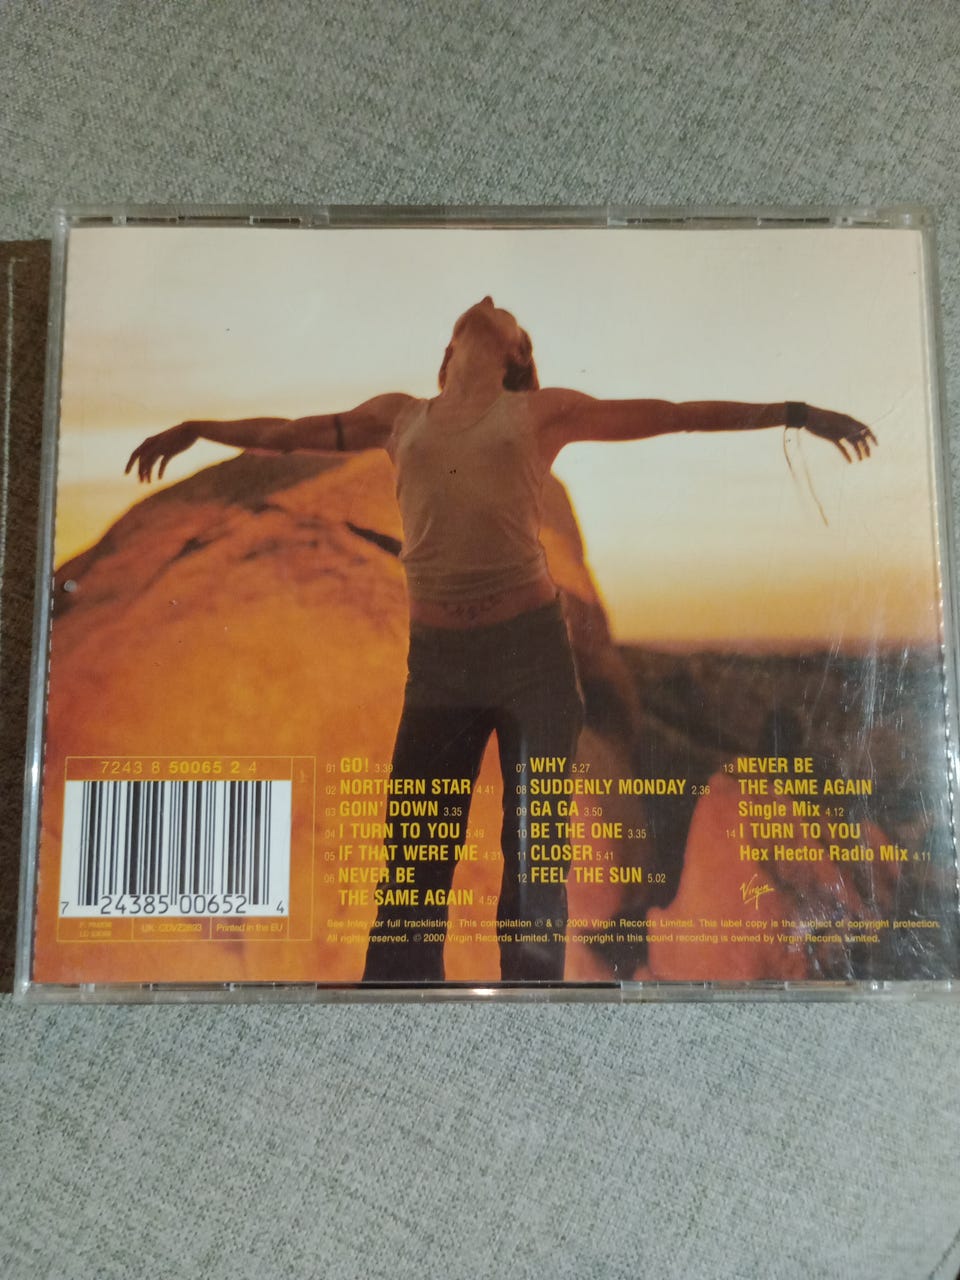 7243 8 50065 2 4
7 24385 00652 4
UK: CDVZ2893
Printed in the EU
01 GO! 3.39
02 NORTHERN STAR 4.41
03 GOIN' DOWN 3.35
04 I TURN TO YOU 5.49
05 IF THAT WERE ME 4.31
06 NEVER BE
THE SAME AGAIN 4.52
07 WHY 5.27
08 SUDDENLY MONDAY 2.36
09 GA GA 3.50
10 BE THE ONE 3.35
11 CLOSER 5.41
12 FEEL THE SUN 5.02
13 NEVER BE
THE SAME AGAIN
Single Mix 4.12
14 I TURN TO YOU
Hex Hector Radio Mix 4.11
Virgin
See Inlay for full tracklisting. This compilation ℗ & © 2000 Virgin Records Limited. This label copy is the subject of copyright protection.
All rights reserved. © 2000 Virgin Records Limited. The copyright in this sound recording is owned by Virgin Records Limited.